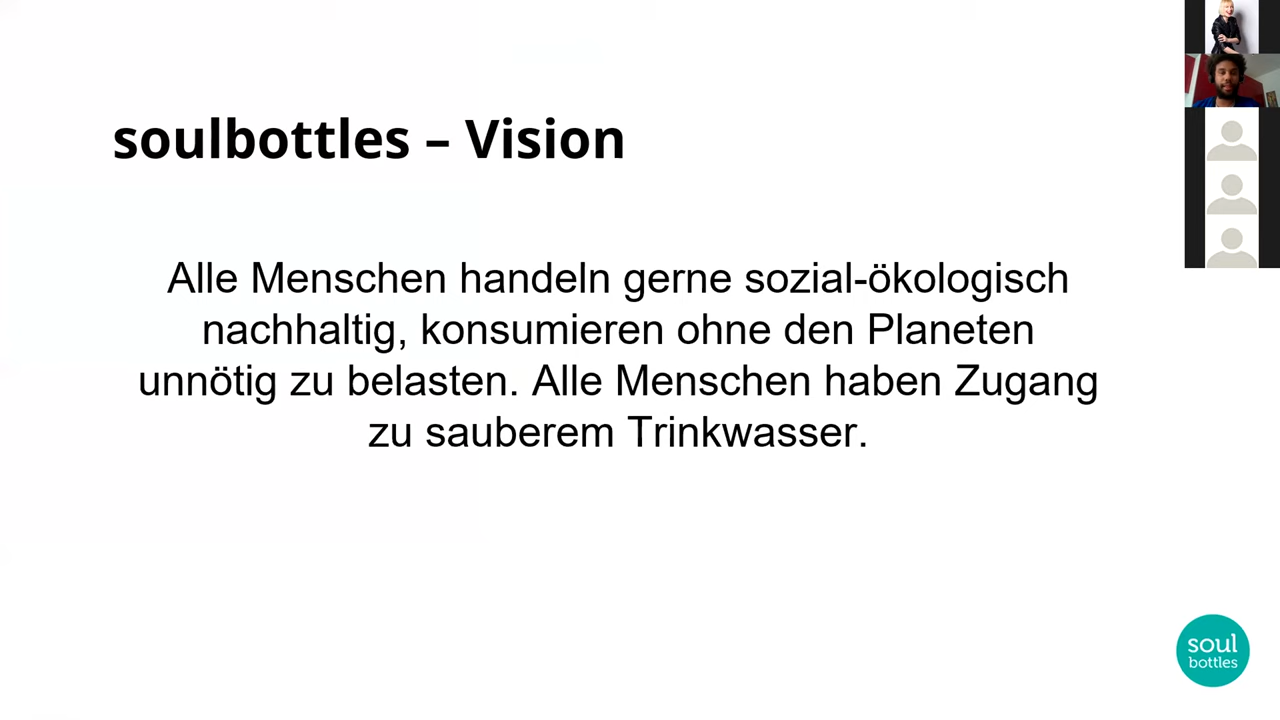 soulbottles – Vision
Alle Menschen handeln gerne sozial-ökologisch
nachhaltig, konsumieren ohne den Planeten
unnötig zu belasten. Alle Menschen haben Zugang
zu sauberem Trinkwasser.
soul
bottles